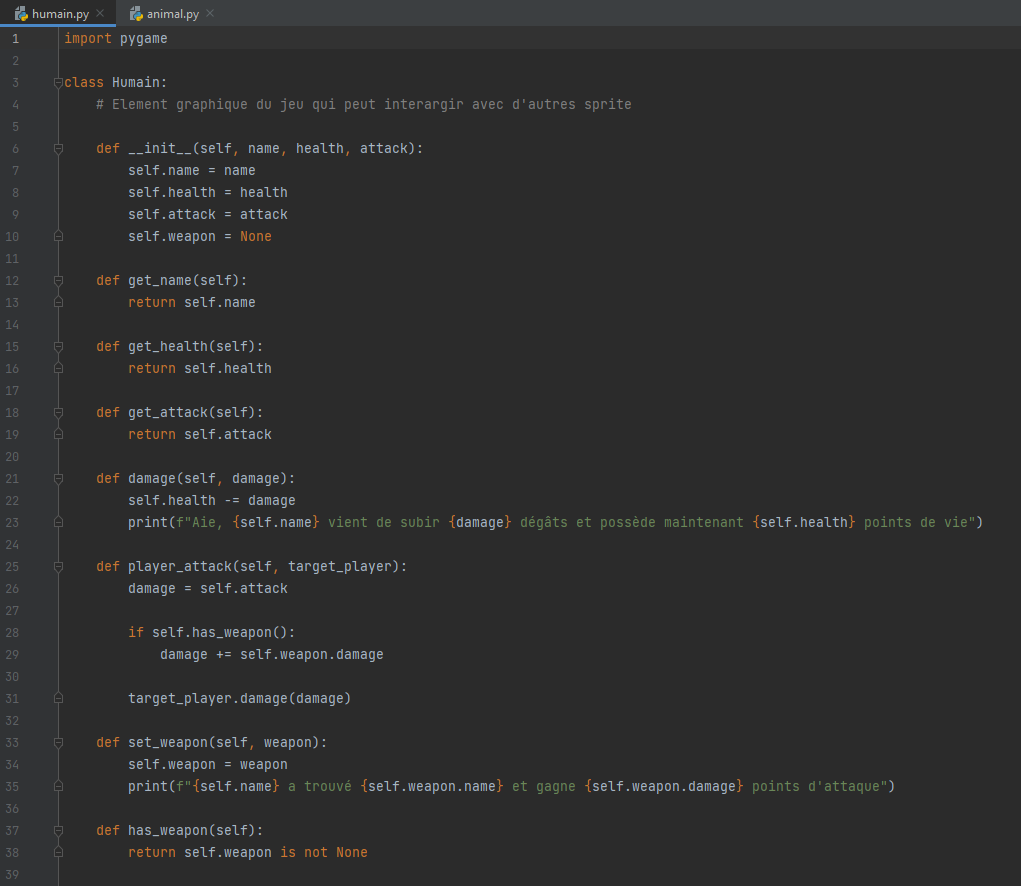 humain.py
animal.py
1 import pygame
2
3 class Humain:
4     # Element graphique du jeu qui peut interargir avec d'autres sprite
5
6     def __init__(self, name, health, attack):
7         self.name = name
8         self.health = health
9         self.attack = attack
10         self.weapon = None
11
12     def get_name(self):
13         return self.name
14
15     def get_health(self):
16         return self.health
17
18     def get_attack(self):
19         return self.attack
20
21     def damage(self, damage):
22         self.health -= damage
23         print(f"Aie, {self.name} vient de subir {damage} dégâts et possède maintenant {self.health} points de vie")
24
25     def player_attack(self, target_player):
26         damage = self.attack
27
28         if self.has_weapon():
29             damage += self.weapon.damage
30
31         target_player.damage(damage)
32
33     def set_weapon(self, weapon):
34         self.weapon = weapon
35         print(f"{self.name} a trouvé {self.weapon.name} et gagne {self.weapon.damage} points d'attaque")
36
37     def has_weapon(self):
38         return self.weapon is not None
39